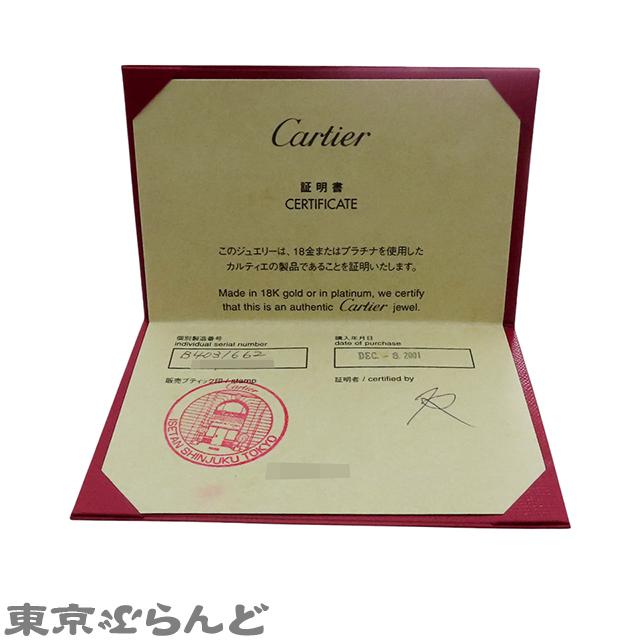 Cartier
証明書
CERTIFICATE
このジュエリーは、18金またはプラチナを使用した
カルティエの製品であることを証明いたします。
Made in 18K gold or in platinum, we certify
that this is an authentic Cartier jewel.
個別製造番号
individual serial number
B4031662
購入年月日
date of purchase
DEC. -8. 2001
販売ブティック印 / stamp
証明者 / certified by
Cartier
ISETAN SHINJUKU TOKYO
東京ぶらんど